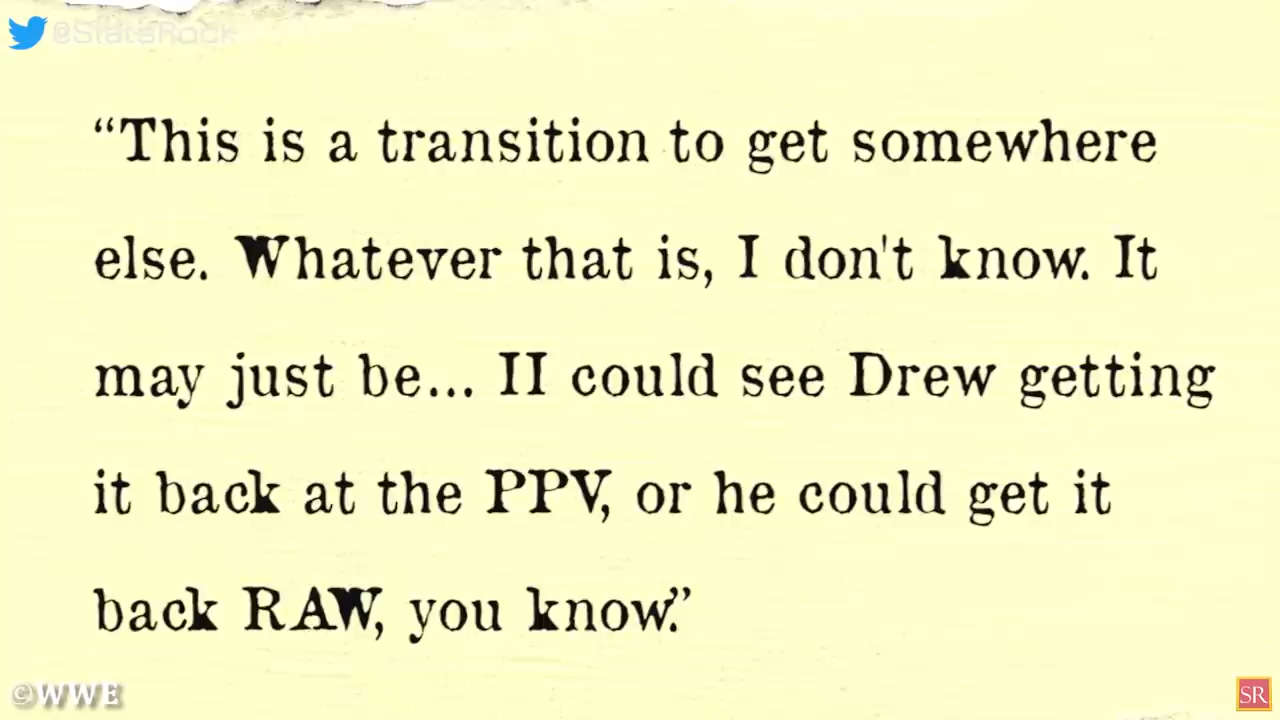 @StatsRock
“This is a transition to get somewhere
else. Whatever that is, I don't know. It
may just be... II could see Drew getting
it back at the PPV, or he could get it
back RAW, you know.”
©WWE
SR